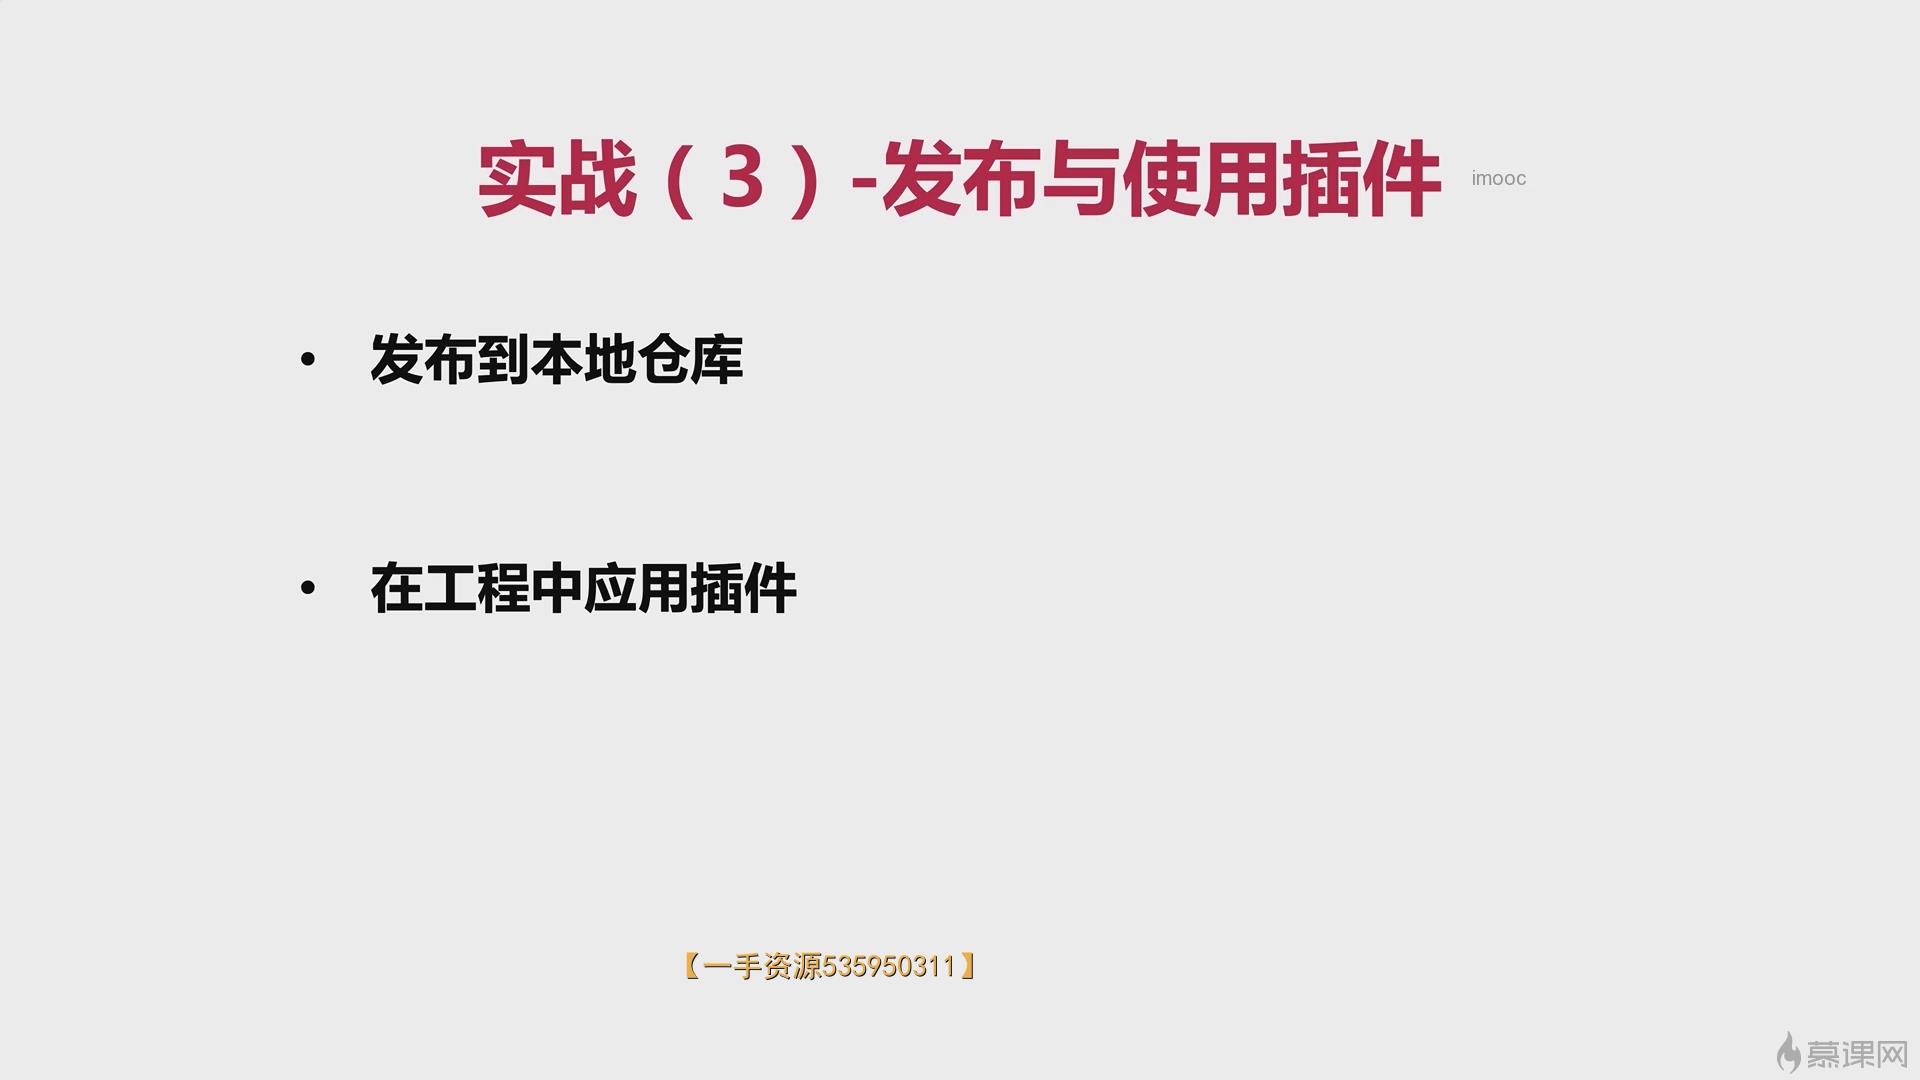 实战（3）-发布与使用插件
imooc
• 发布到本地仓库
• 在工程中应用插件
【一手资源535950311】
慕课网